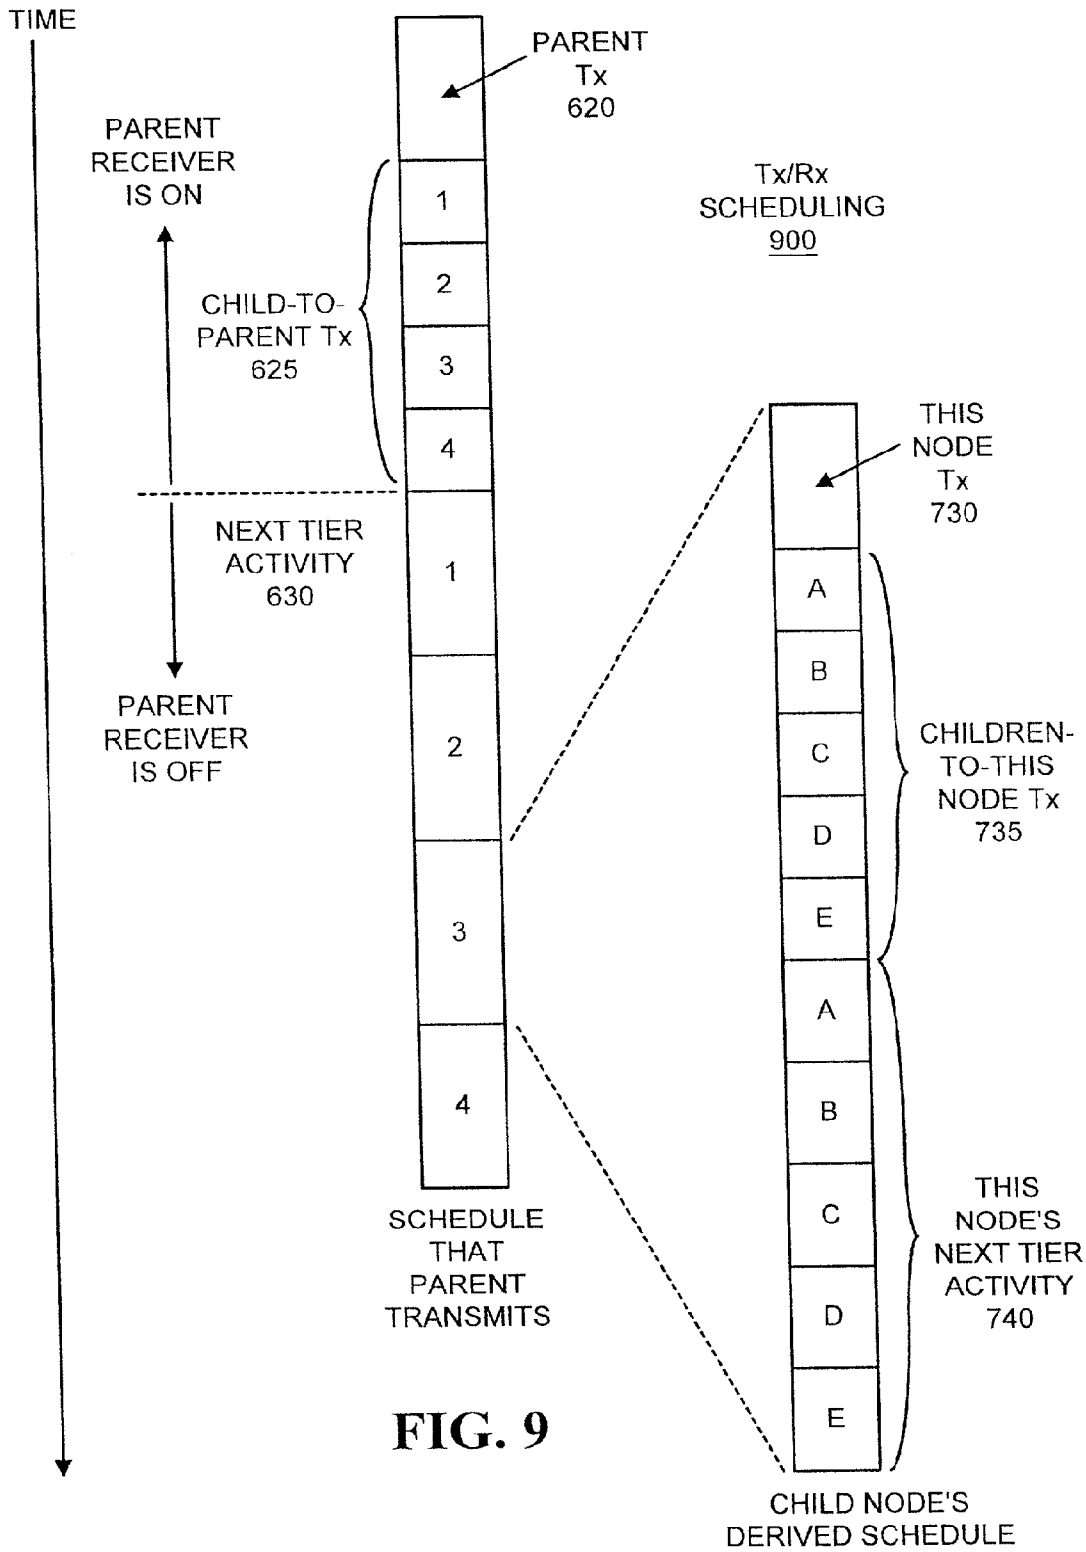 TIME
PARENT
Tx
620
PARENT
RECEIVER
IS ON
Tx/Rx
SCHEDULING
900
1
2
3
4
CHILD-TO-
PARENT Tx
625
THIS
NODE
Tx
730
NEXT TIER
ACTIVITY
630
1
2
3
4
PARENT
RECEIVER
IS OFF
A
B
C
D
E
CHILDREN-
TO-THIS
NODE Tx
735
A
B
C
D
E
THIS
NODE'S
NEXT TIER
ACTIVITY
740
SCHEDULE
THAT
PARENT
TRANSMITS
FIG. 9
CHILD NODE'S
DERIVED SCHEDULE